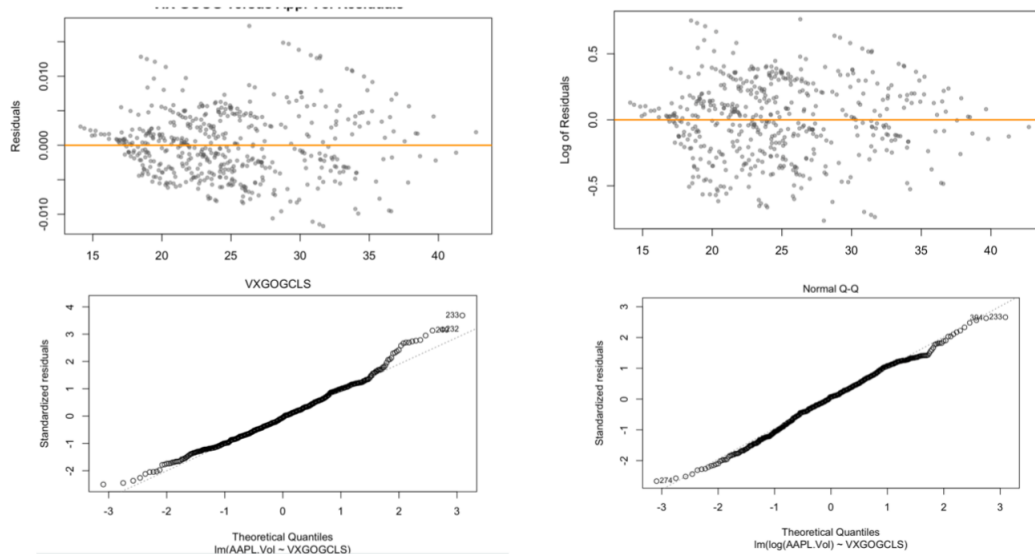 Residuals
0.010
0.000
-0.010
15 20 25 30 35 40
Log of Residuals
0.5
0.0
-0.5
15 20 25 30 35 40
VXGOGCLS
Standardized residuals
4
3
2
1
0
-1
-2
233
232
-3 -2 -1 0 1 2 3
Theoretical Quantiles
lm(AAPL.Vol ~ VXGOGCLS)
Normal Q-Q
Standardized residuals
3
2
1
0
-1
-2
233
274
-3 -2 -1 0 1 2 3
Theoretical Quantiles
lm(log(AAPL.Vol) ~ VXGOGCLS)